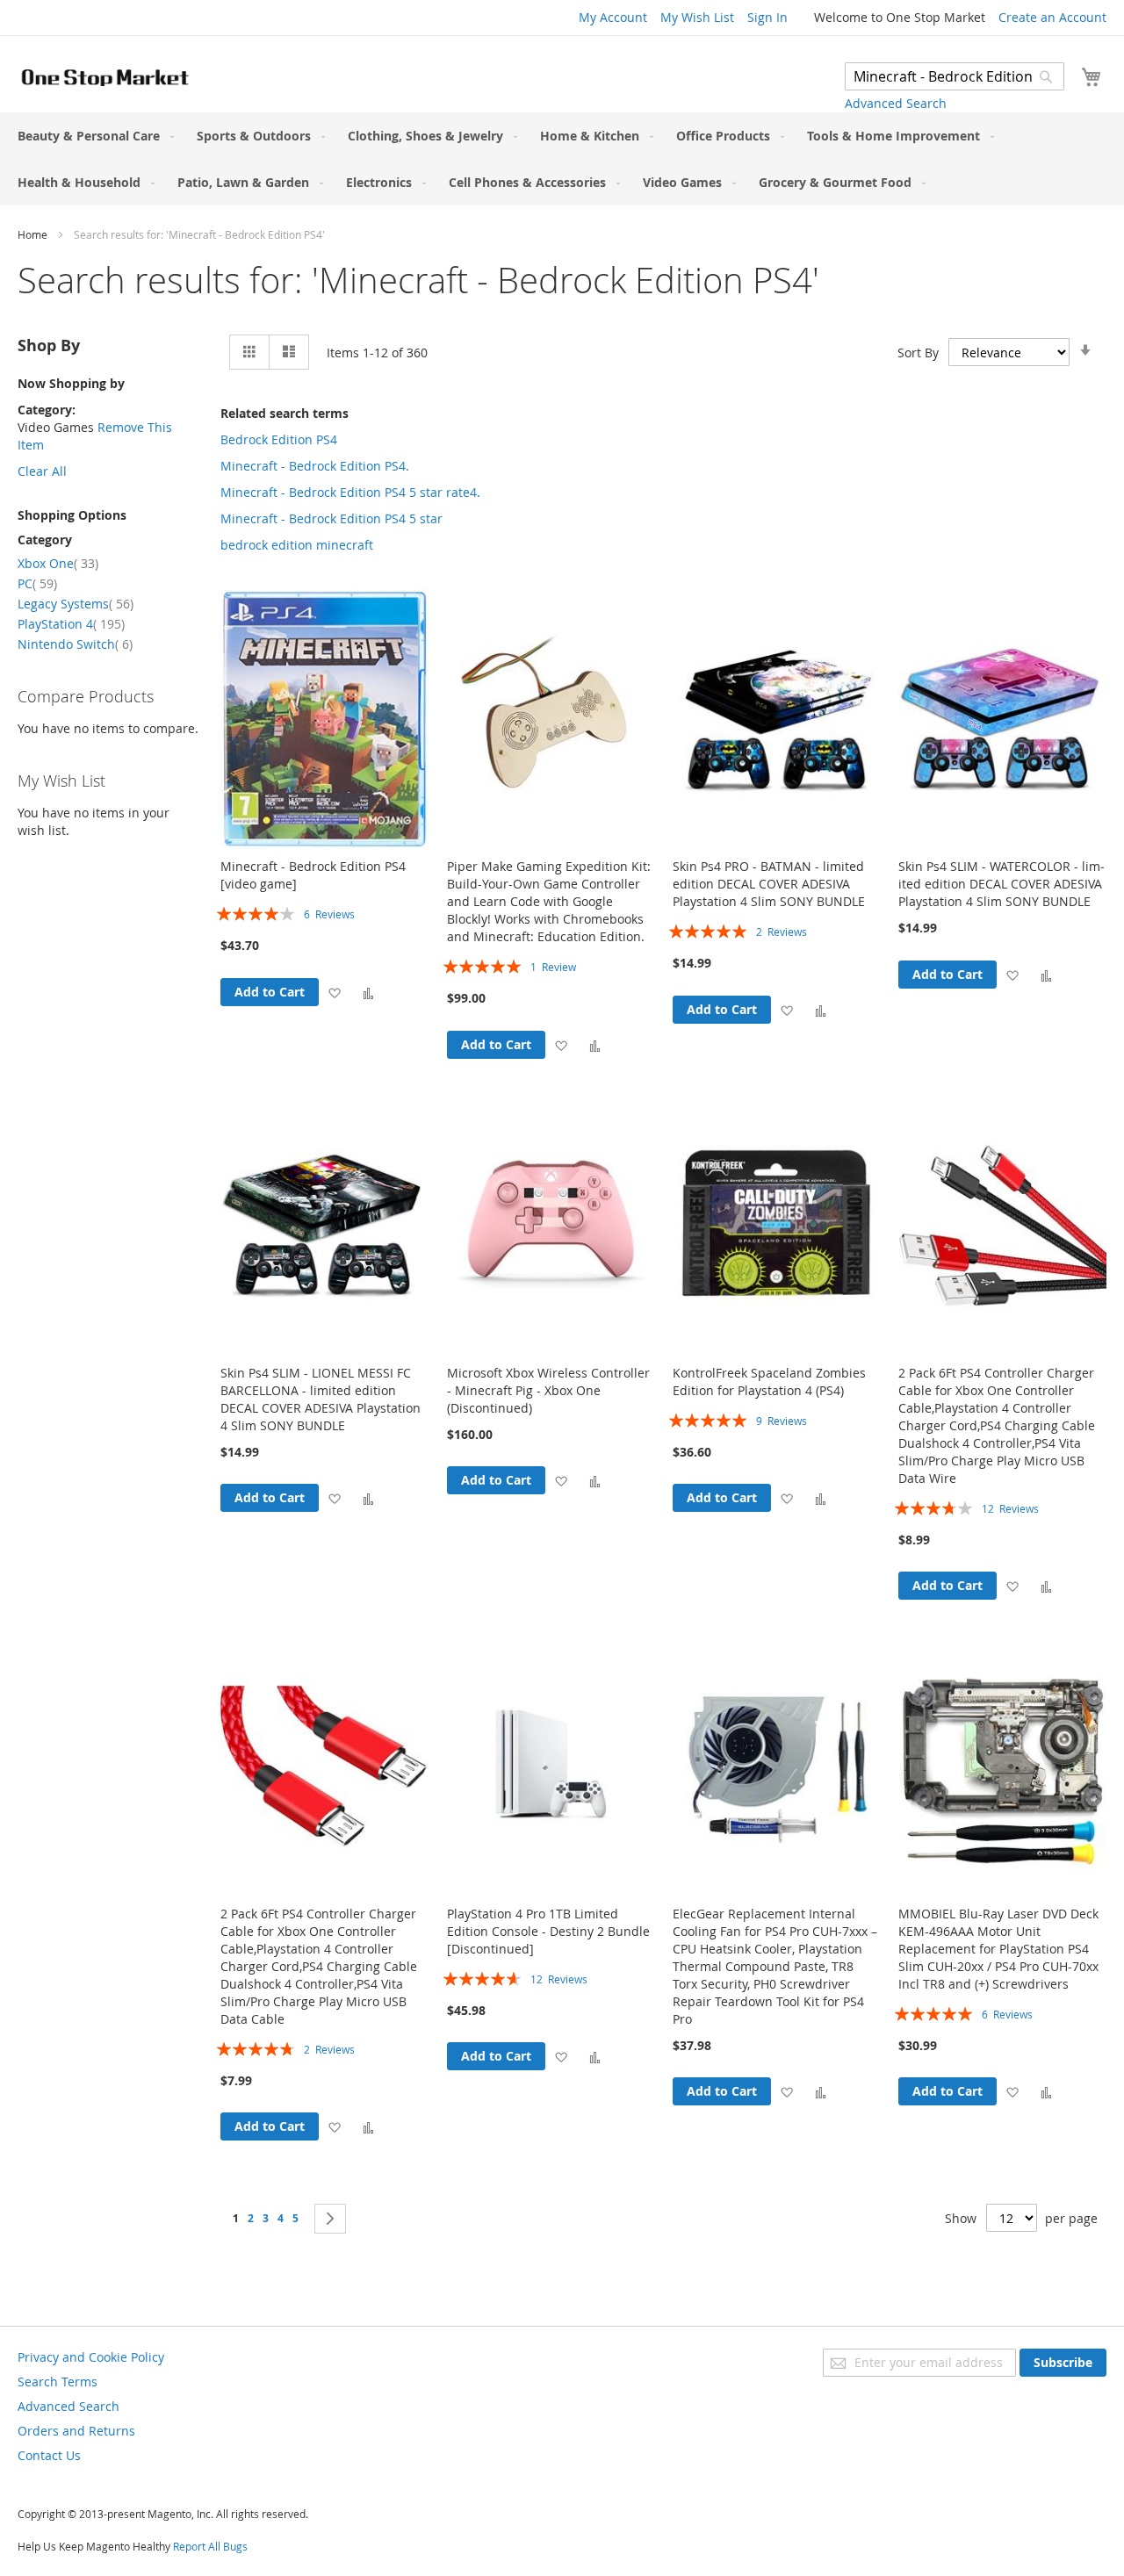 My Account My Wish List Sign In Welcome to One Stop Market Create an Account
One Stop Market
Minecraft - Bedrock Edition
Advanced Search
Beauty & Personal Care Sports & Outdoors Clothing, Shoes & Jewelry Home & Kitchen Office Products Tools & Home Improvement
Health & Household Patio, Lawn & Garden Electronics Cell Phones & Accessories Video Games Grocery & Gourmet Food
Home Search results for: 'Minecraft - Bedrock Edition PS4'
Search results for: 'Minecraft - Bedrock Edition PS4'
Shop By
Now Shopping by
Category:
Video Games Remove This
Item
Clear All
Shopping Options
Category
Xbox One( 33)
PC( 59)
Legacy Systems( 56)
PlayStation 4( 195)
Nintendo Switch( 6)
Compare Products
You have no items to compare.
My Wish List
You have no items in your
wish list.
Items 1-12 of 360
Sort By Relevance
Related search terms
Bedrock Edition PS4
Minecraft - Bedrock Edition PS4.
Minecraft - Bedrock Edition PS4 5 star rate4.
Minecraft - Bedrock Edition PS4 5 star
bedrock edition minecraft
PS4
MINECRAFT
7
MOJANG
Minecraft - Bedrock Edition PS4
[video game]
6 Reviews
$43.70
Add to Cart
Piper Make Gaming Expedition Kit:
Build-Your-Own Game Controller
and Learn Code with Google
Blockly! Works with Chromebooks
and Minecraft: Education Edition.
1 Review
$99.00
Add to Cart
Skin Ps4 PRO - BATMAN - limited
edition DECAL COVER ADESIVA
Playstation 4 Slim SONY BUNDLE
2 Reviews
$14.99
Add to Cart
SONY
Skin Ps4 SLIM - WATERCOLOR - lim-
ited edition DECAL COVER ADESIVA
Playstation 4 Slim SONY BUNDLE
$14.99
Add to Cart
Skin Ps4 SLIM - LIONEL MESSI FC
BARCELLONA - limited edition
DECAL COVER ADESIVA Playstation
4 Slim SONY BUNDLE
$14.99
Add to Cart
Microsoft Xbox Wireless Controller
- Minecraft Pig - Xbox One
(Discontinued)
$160.00
Add to Cart
KONTROLFREEK
CALL OF DUTY
ZOMBIES
SPACELAND EDITION
KONTROLFREEK
KONTROLFREEK
KontrolFreek Spaceland Zombies
Edition for Playstation 4 (PS4)
9 Reviews
$36.60
Add to Cart
2 Pack 6Ft PS4 Controller Charger
Cable for Xbox One Controller
Cable,Playstation 4 Controller
Charger Cord,PS4 Charging Cable
Dualshock 4 Controller,PS4 Vita
Slim/Pro Charge Play Micro USB
Data Wire
12 Reviews
$8.99
Add to Cart
2 Pack 6Ft PS4 Controller Charger
Cable for Xbox One Controller
Cable,Playstation 4 Controller
Charger Cord,PS4 Charging Cable
Dualshock 4 Controller,PS4 Vita
Slim/Pro Charge Play Micro USB
Data Cable
2 Reviews
$7.99
Add to Cart
PlayStation 4 Pro 1TB Limited
Edition Console - Destiny 2 Bundle
[Discontinued]
12 Reviews
$45.98
Add to Cart
ElecGear Replacement Internal
Cooling Fan for PS4 Pro CUH-7xxx –
CPU Heatsink Cooler, Playstation
Thermal Compound Paste, TR8
Torx Security, PH0 Screwdriver
Repair Teardown Tool Kit for PS4
Pro
$37.98
Add to Cart
MMOBIEL Blu-Ray Laser DVD Deck
KEM-496AAA Motor Unit
Replacement for PlayStation PS4
Slim CUH-20xx / PS4 Pro CUH-70xx
Incl TR8 and (+) Screwdrivers
6 Reviews
$30.99
Add to Cart
1 2 3 4 5
Show 12 per page
Privacy and Cookie Policy
Search Terms
Advanced Search
Orders and Returns
Contact Us
Enter your email address Subscribe
Copyright © 2013-present Magento, Inc. All rights reserved.
Help Us Keep Magento Healthy Report All Bugs